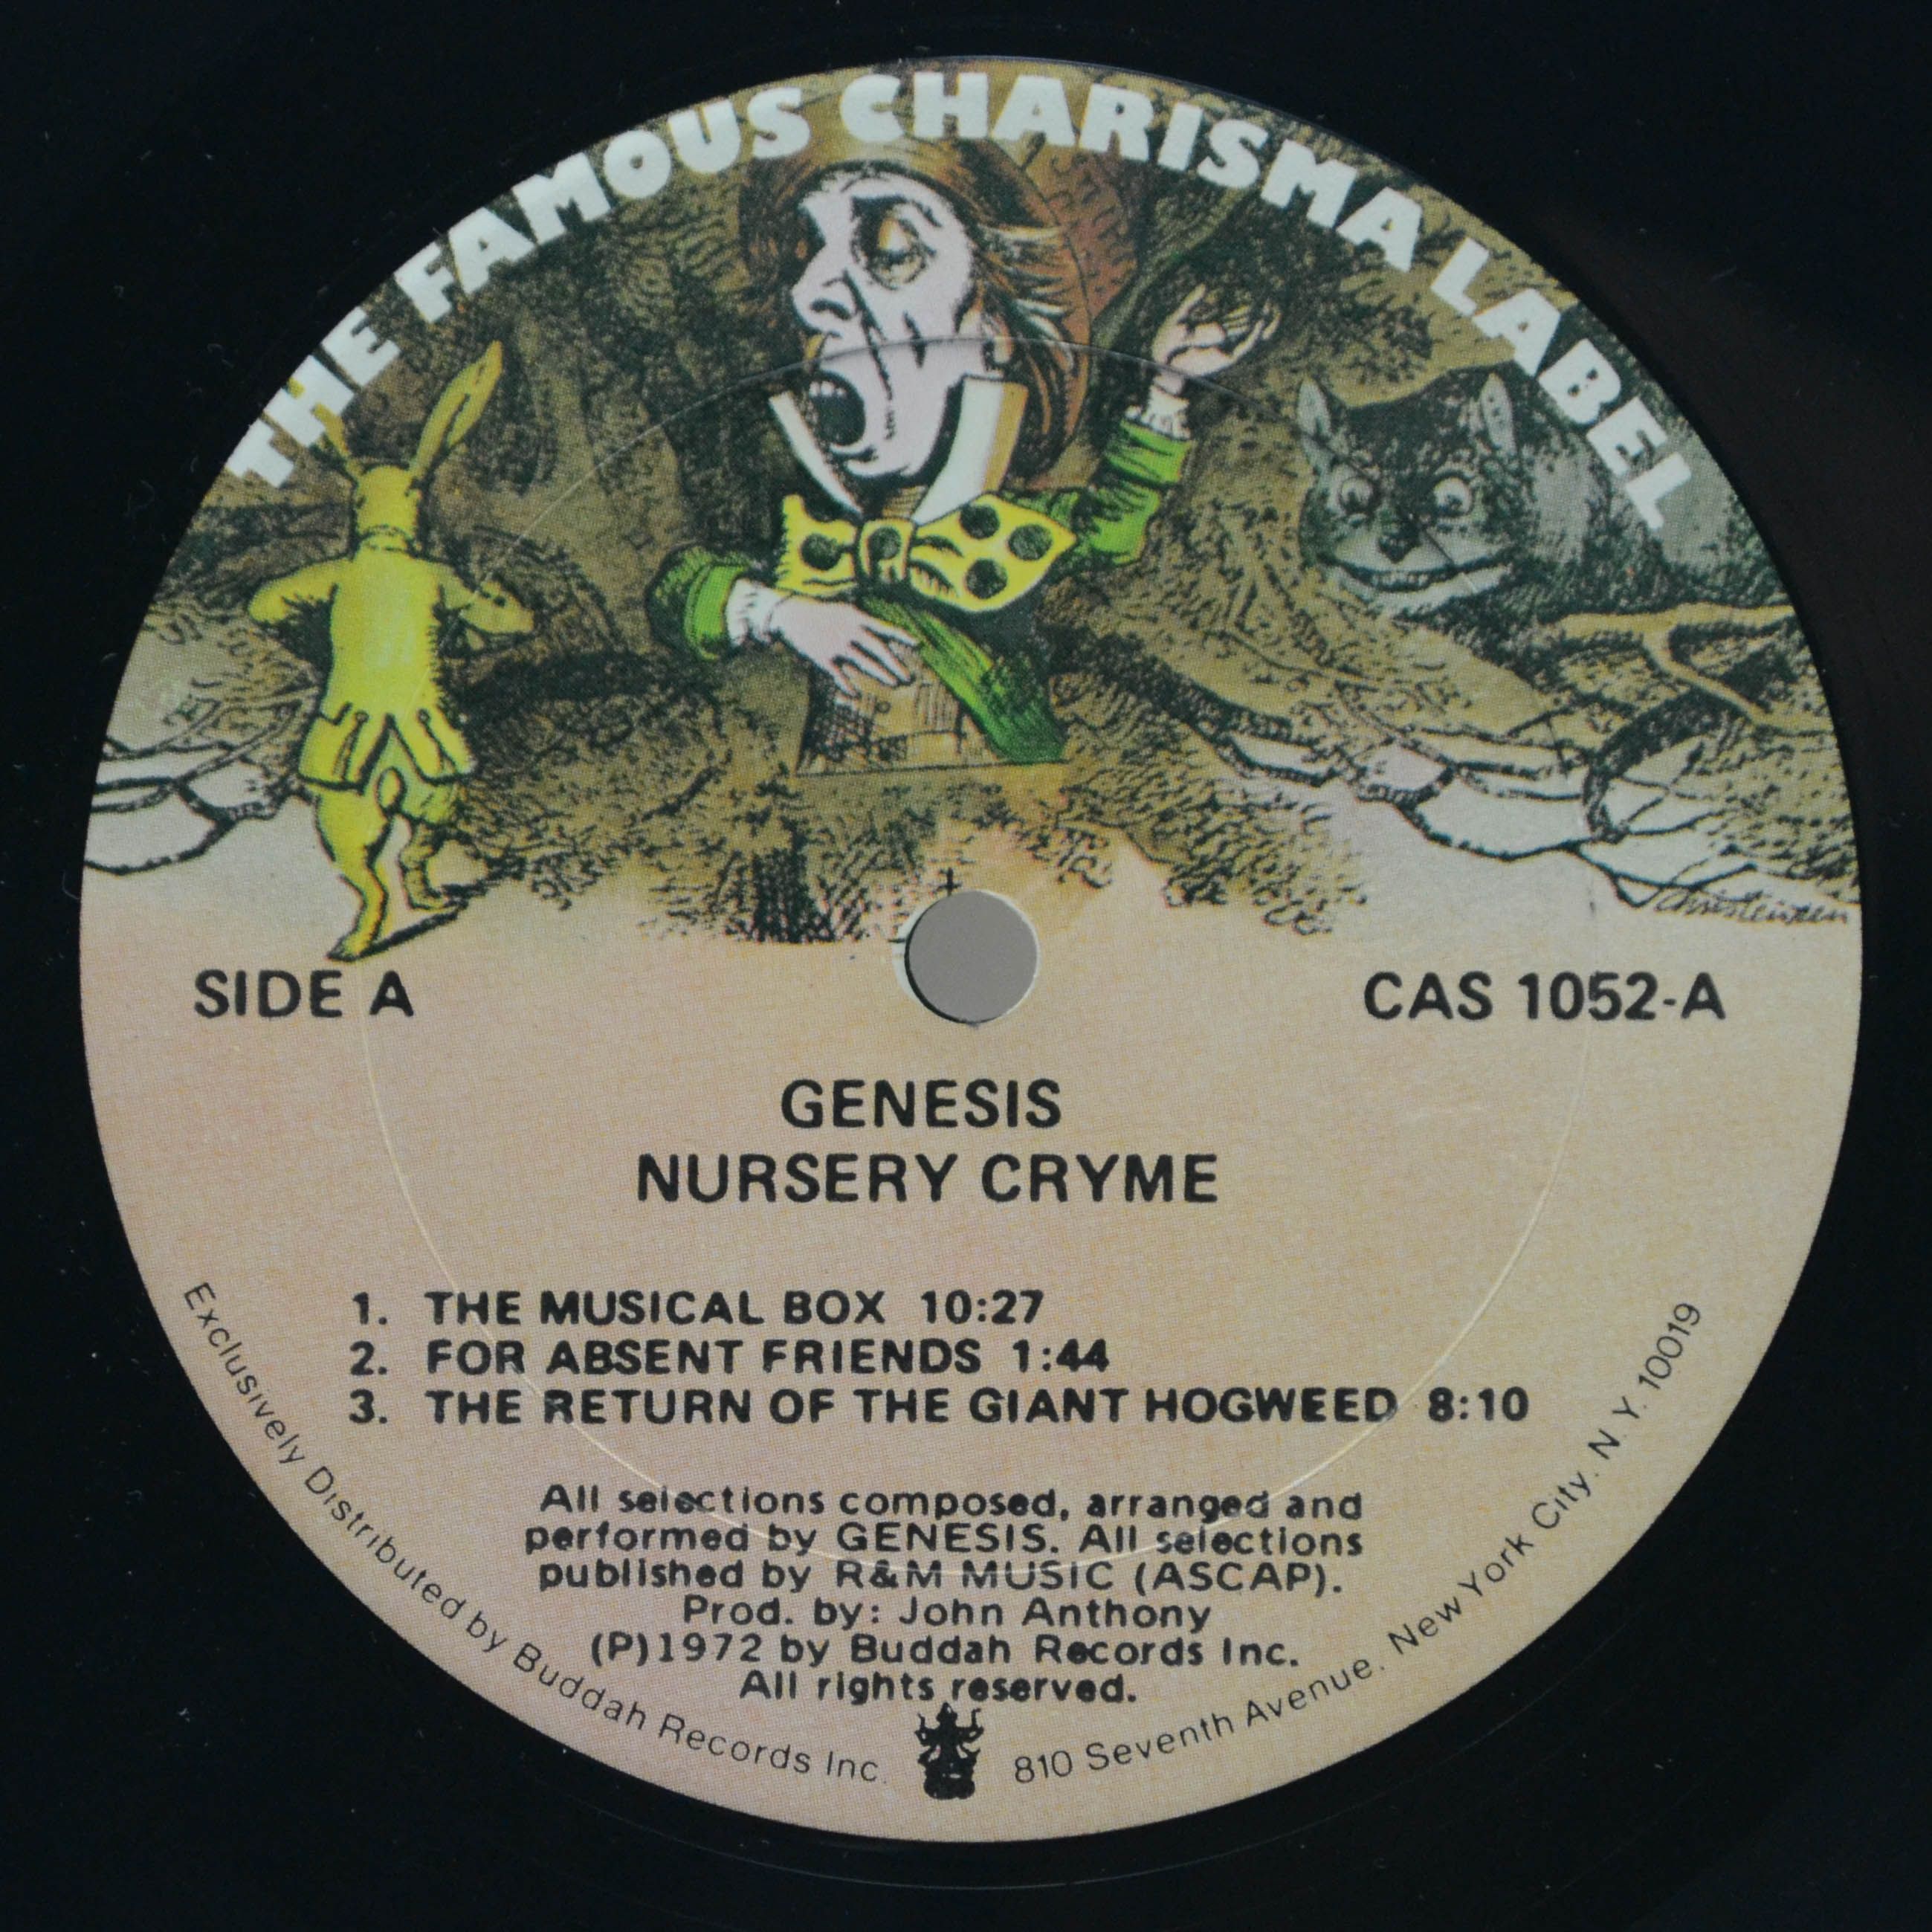 THE FAMOUS CHARISMA LABEL
SIDE A
CAS 1052-A
GENESIS
NURSERY CRYME
1. THE MUSICAL BOX 10:27
2. FOR ABSENT FRIENDS 1:44
3. THE RETURN OF THE GIANT HOGWEED 8:10
All selections composed, arranged and
performed by GENESIS. All selections
published by R&M MUSIC (ASCAP).
Prod. by: John Anthony
(P)1972 by Buddah Records Inc.
All rights reserved.
Exclusively Distributed by Buddah Records Inc. 810 Seventh Avenue. New York City. N.Y. 10019